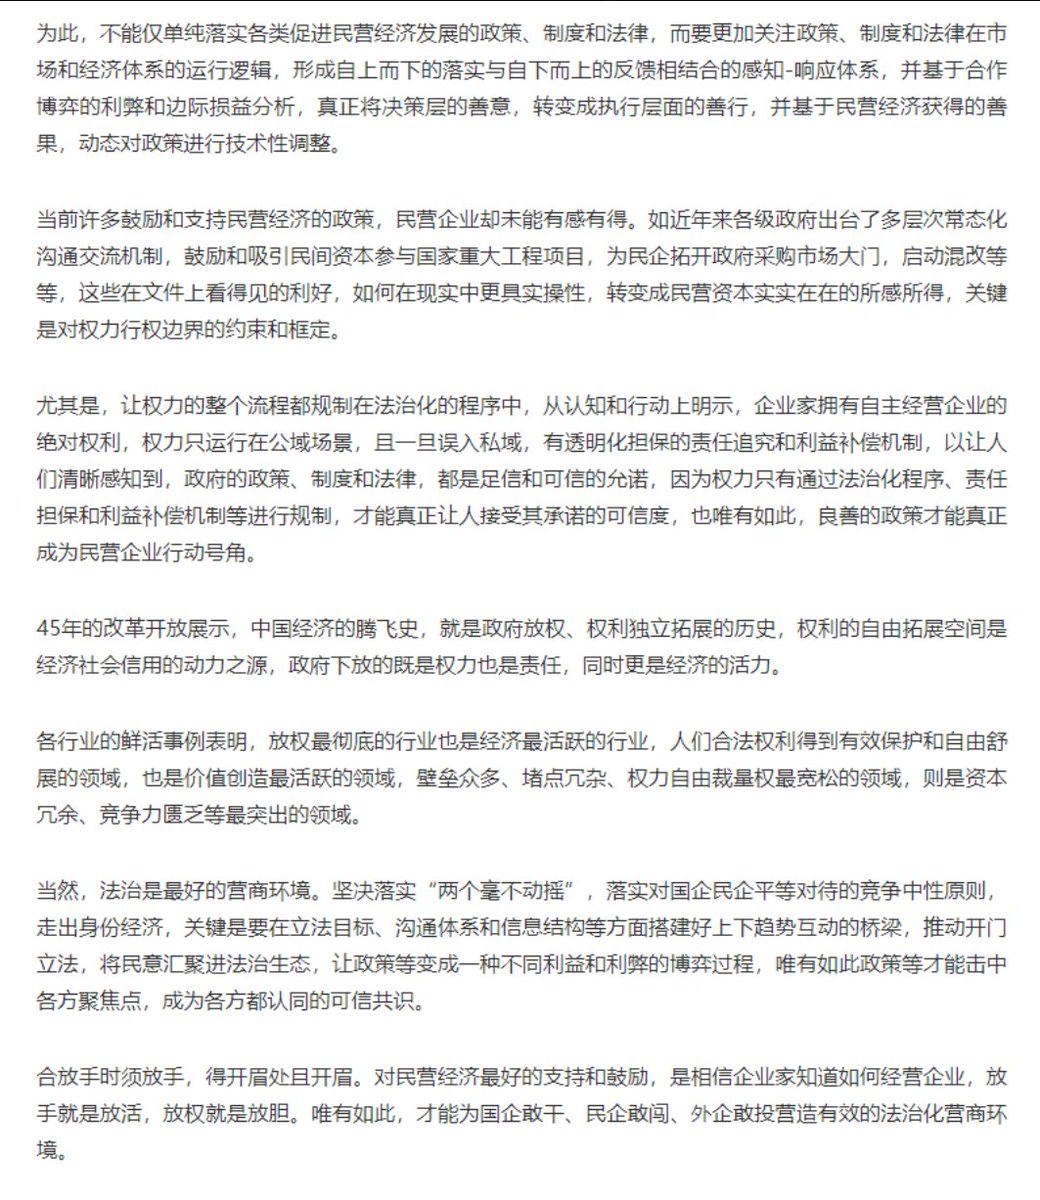 为此，不能仅单纯落实各类促进民营经济发展的政策、制度和法律，而要更加关注政策、制度和法律在市
场和经济体系的运行逻辑，形成自上而下的落实与自下而上的反馈相结合的感知-响应体系，并基于合作
博弈的利弊和边际损益分析，真正将决策层的善意，转变成执行层面的善行，并基于民营经济获得的善
果，动态对政策进行技术性调整。
当前许多鼓励和支持民营经济的政策，民营企业却未能有感有得。如近年来各级政府出台了多层次常态化
沟通交流机制，鼓励和吸引民间资本参与国家重大工程项目，为民企拓开政府采购市场大门，启动混改等
等，这些在文件上看得见的利好，如何在现实中更具实操性，转变成民营资本实实在在的所感所得，关键
是对权力行权边界的约束和框定。
尤其是，让权力的整个流程都规制在法治化的程序中，从认知和行动上明示，企业家拥有自主经营企业的
绝对权利，权力只运行在公域场景，且一旦误入私域，有透明化担保的责任追究和利益补偿机制，以让人
们清晰感知到，政府的政策、制度和法律，都是足信和可信的允诺，因为权力只有通过法治化程序、责任
担保和利益补偿机制等进行规制，才能真正让人接受其承诺的可信度，也唯有如此，良善的政策才能真正
成为民营企业行动号角。
45年的改革开放展示，中国经济的腾飞史，就是政府放权、权利独立拓展的历史，权利的自由拓展空间是
经济社会信用的动力之源，政府下放的既是权力也是责任，同时更是经济的活力。
各行业的鲜活事例表明，放权最彻底的行业也是经济最活跃的行业，人们合法权利得到有效保护和自由舒
展的领域，也是价值创造最活跃的领域，壁垒众多、堵点冗杂、权力自由裁量权最宽松的领域，则是资本
冗余、竞争力匮乏等最突出的领域。
当然，法治是最好的营商环境。坚决落实“两个毫不动摇”，落实对国企民企平等对待的竞争中性原则，
走出身份经济，关键是要在立法目标、沟通体系和信息结构等方面搭建好上下趋势互动的桥梁，推动开门
立法，将民意汇聚进法治生态，让政策等变成一种不同利益和利弊的博弈过程，唯有如此政策等才能击中
各方聚焦点，成为各方都认同的可信共识。
合放手时须放手，得开眉处且开眉。对民营经济最好的支持和鼓励，是相信企业家知道如何经营企业，放
手就是放活，放权就是放胆。唯有如此，才能为国企敢干、民企敢闯、外企敢投营造有效的法治化营商环
境。